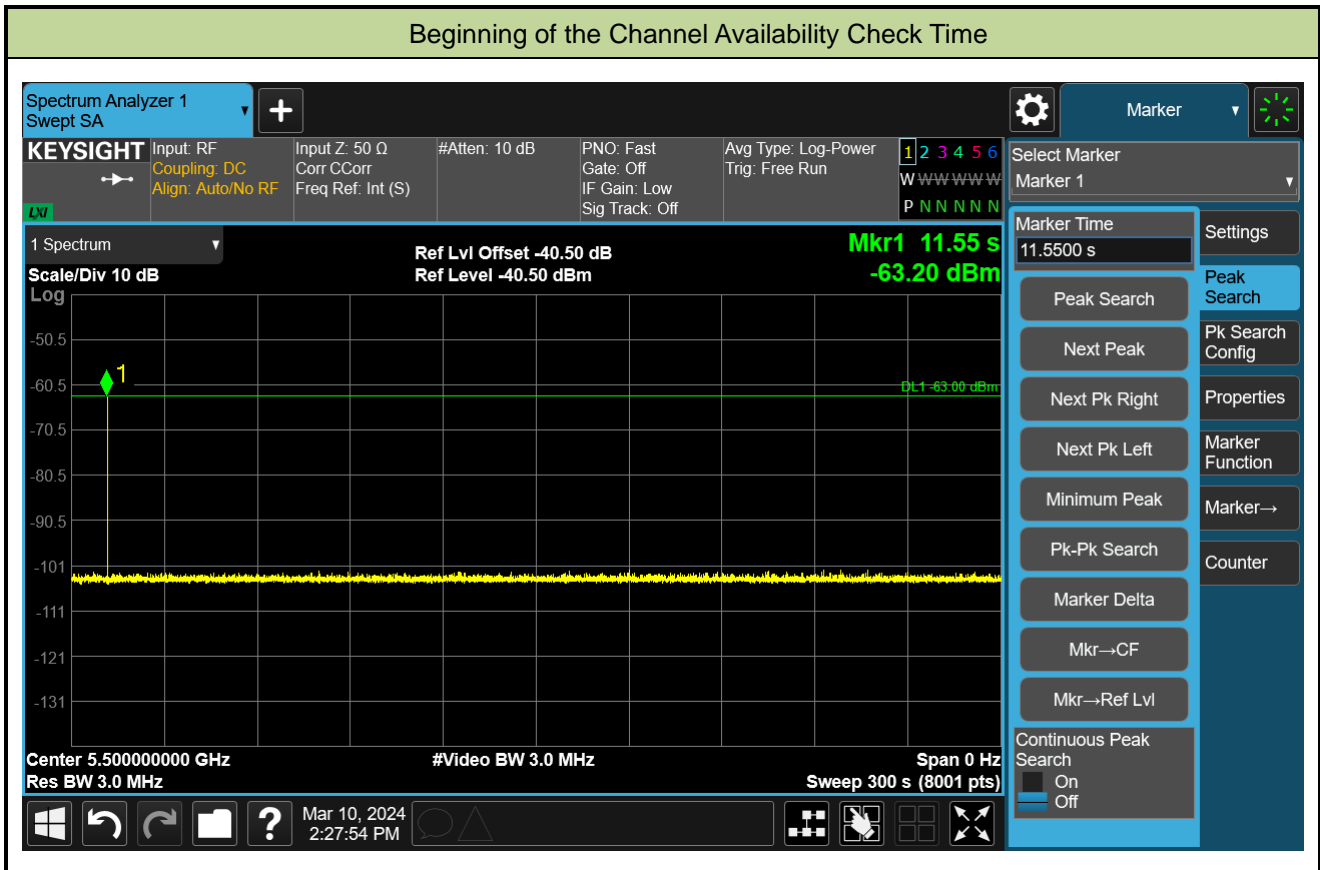 Beginning of the Channel Availability Check Time
Spectrum Analyzer 1
Swept SA
Marker
KEYSIGHT
LXI
Input: RF
Coupling: DC
Align: Auto/No RF
Input Z: 50 Ω
Corr CCorr
Freq Ref: Int (S)
#Atten: 10 dB
PNO: Fast
Gate: Off
IF Gain: Low
Sig Track: Off
Avg Type: Log-Power
Trig: Free Run
1 2 3 4 5 6
W W W W W W
P N N N N N
Select Marker
Marker 1
1 Spectrum
Scale/Div 10 dB
Log
Ref Lvl Offset -40.50 dB
Ref Level -40.50 dBm
Mkr1 11.55 s
-63.20 dBm
-50.5
-60.5
-70.5
-80.5
-90.5
-101
-111
-121
-131
1
DL1 -63.00 dBm
Center 5.500000000 GHz
Res BW 3.0 MHz
#Video BW 3.0 MHz
Span 0 Hz
Sweep 300 s (8001 pts)
Marker Time
11.5500 s
Peak Search
Next Peak
Next Pk Right
Next Pk Left
Minimum Peak
Pk-Pk Search
Marker Delta
Mkr→CF
Mkr→Ref Lvl
Continuous Peak
Search
On
Off
Settings
Peak
Search
Pk Search
Config
Properties
Marker
Function
Marker→
Counter
?
Mar 10, 2024
2:27:54 PM